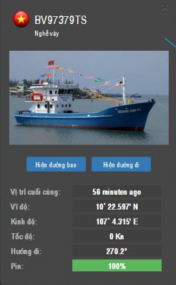 BV97379TS
Nghề vây
Hiện đường bao
Hiện đường đi
Vị trí cuối cùng: 56 minutes ago
Vĩ độ: 10° 22.597' N
Kinh độ: 107° 4.315' E
Tốc độ: 0 Kn
Hướng đi: 270.2°
Pin: 100%